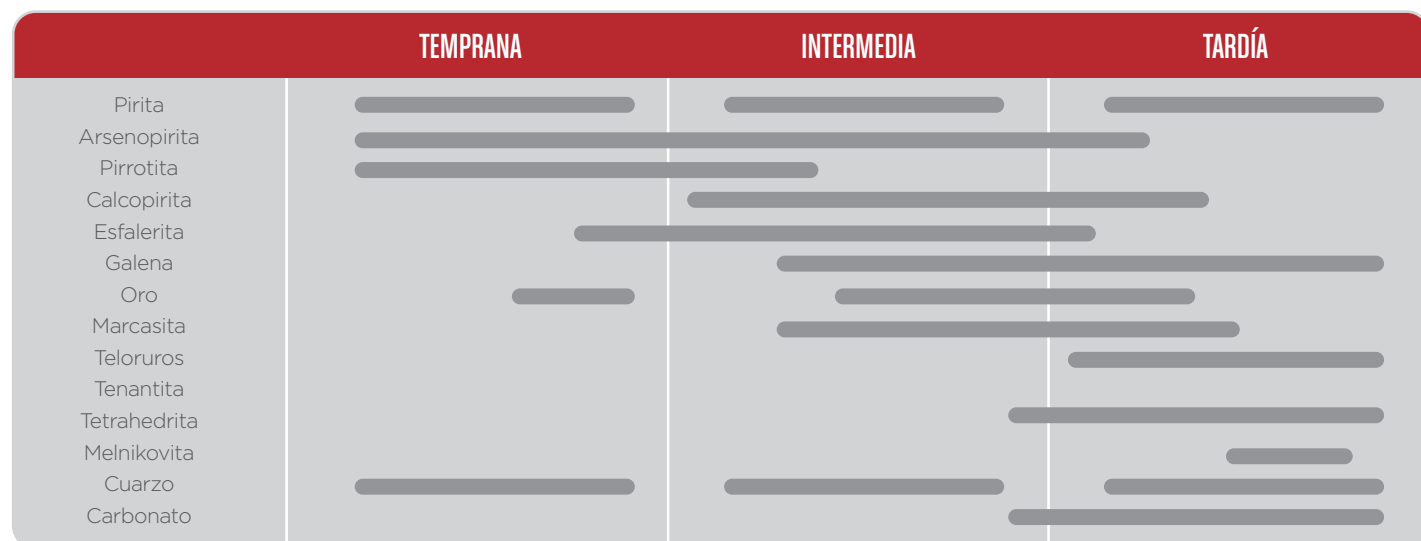 TEMPRANA INTERMEDIA TARDÍA
Pirita
Arsenopirita
Pirrotita
Calcopirita
Esfalerita
Galena
Oro
Marcasita
Teloruros
Tenantita
Tetrahedrita
Melnikovita
Cuarzo
Carbonato